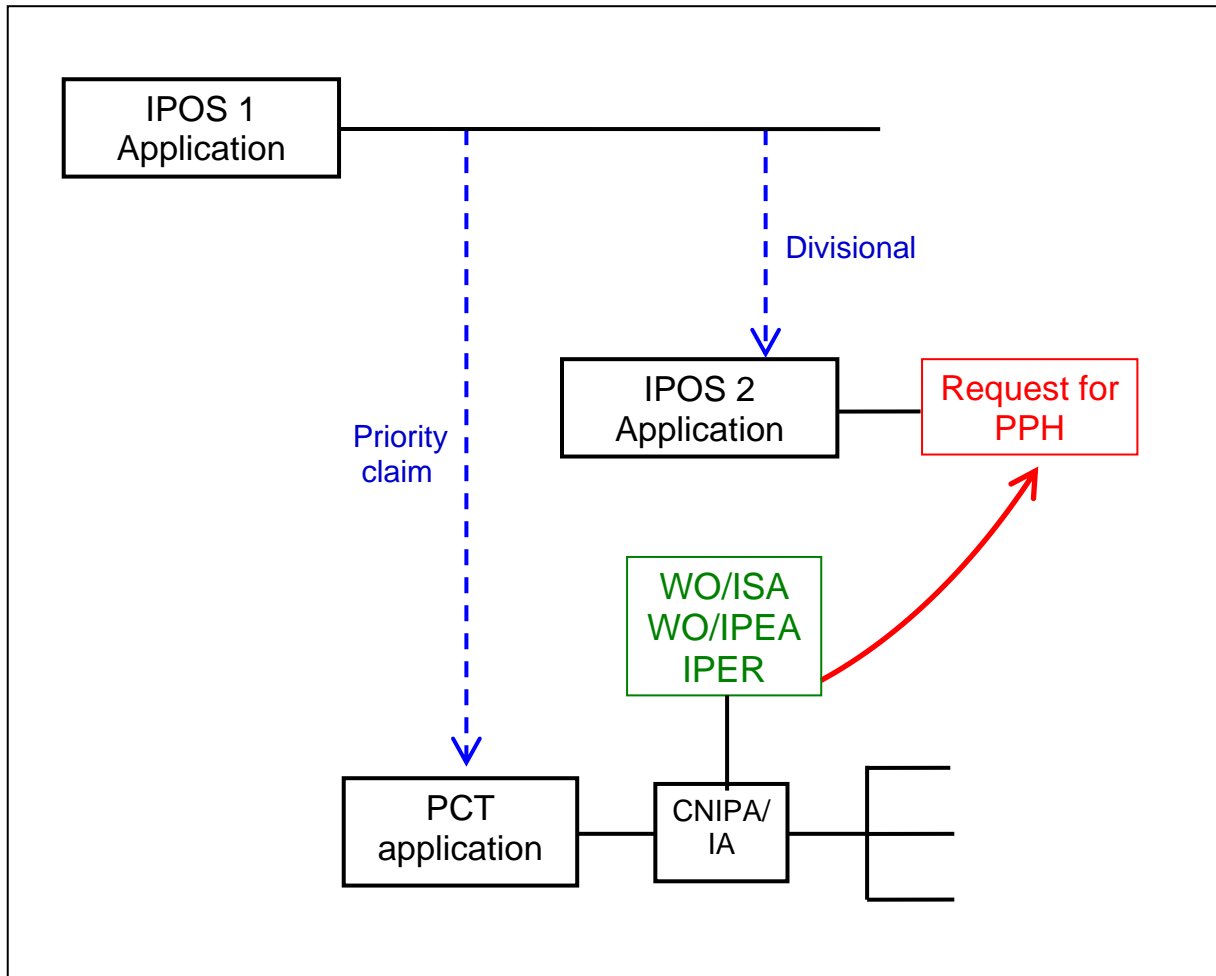 IPOS 1
Application
Divisional
IPOS 2
Application
Request for
PPH
Priority
claim
WO/ISA
WO/IPEA
IPER
PCT
application
CNIPA/
IA